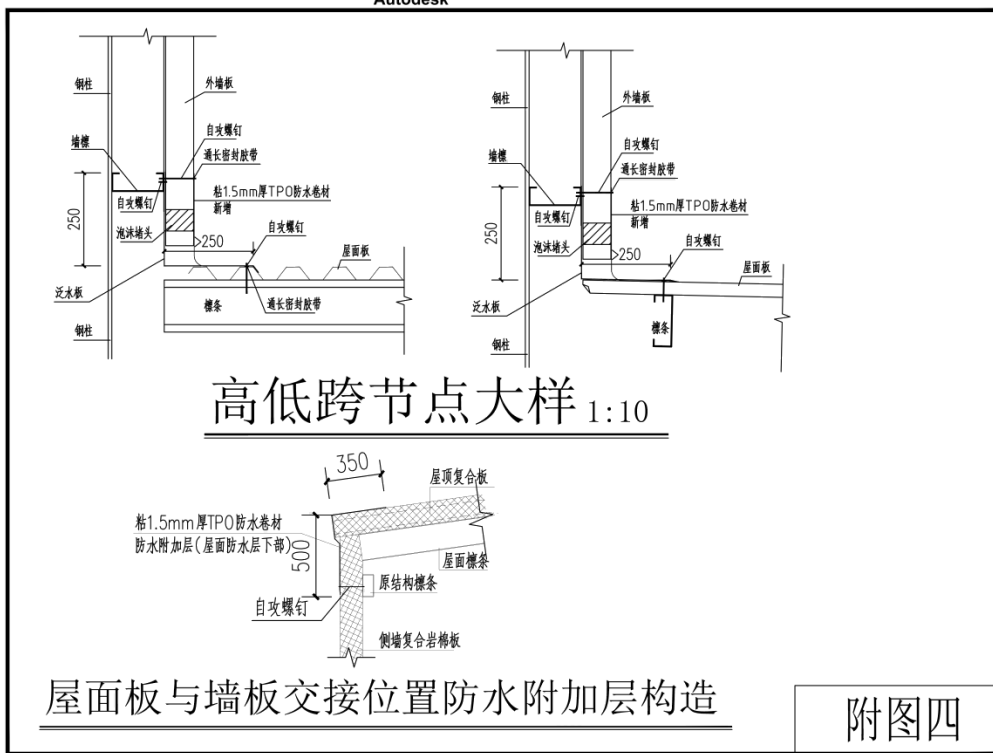 Autodesk
钢柱
外墙板
自攻螺钉
通长密封胶带
墙檩
粘1.5mm厚TPO防水卷材
新增
自攻螺钉
250
泡沫堵头
250
自攻螺钉
屋面板
泛水板
檩条
通长密封胶带
钢柱
钢柱
外墙板
自攻螺钉
通长密封胶带
墙檩
粘1.5mm厚TPO防水卷材
新增
自攻螺钉
250
泡沫堵头
250
自攻螺钉
屋面板
泛水板
檩条
钢柱
高低跨节点大样 1:10
350
屋顶复合板
粘1.5mm厚TPO防水卷材
防水附加层(屋面防水层下部)
500
屋面檩条
原结构檩条
自攻螺钉
侧墙复合岩棉板
屋面板与墙板交接位置防水附加层构造
附图四